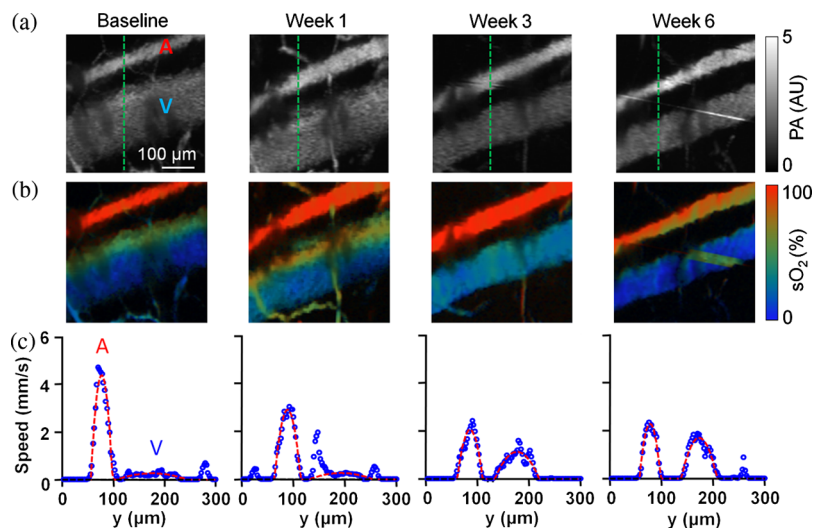 (a)
Baseline
Week 1
Week 3
Week 6
A
V
100 µm
5
0
PA (AU)
(b)
100
0
sO2 (%)
(c)
6
4
2
0
Speed (mm/s)
A
V
0 100 200 300
0 100 200 300
0 100 200 300
0 100 200 300
y (µm)
y (µm)
y (µm)
y (µm)